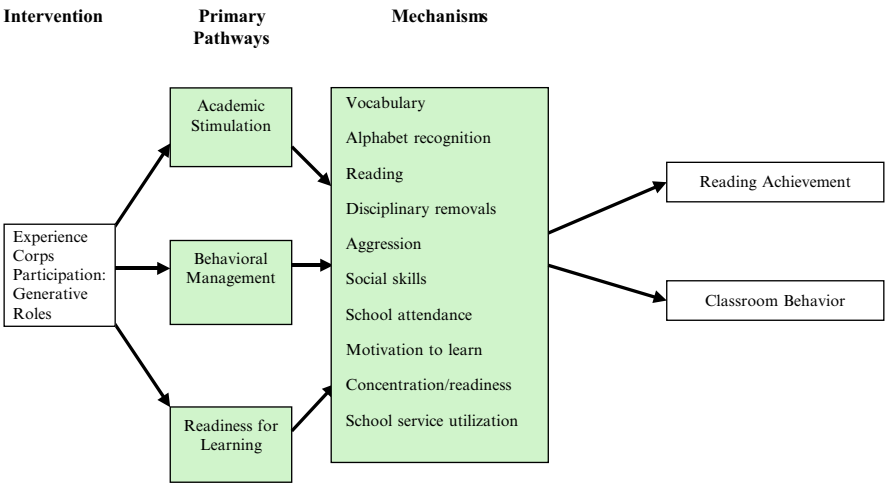 Intervention
Primary
Pathways
Mechanisms
Academic
Stimulation
Experience
Corps
Participation:
Generative
Roles
Behavioral
Management
Readiness for
Learning
Vocabulary
Alphabet recognition
Reading
Disciplinary removals
Aggression
Social skills
School attendance
Motivation to learn
Concentration/readiness
School service utilization
Reading Achievement
Classroom Behavior